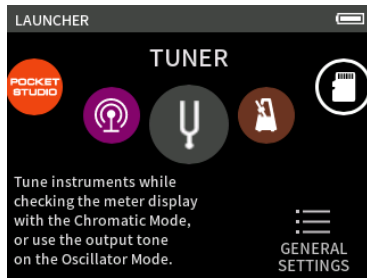 LAUNCHER
TUNER
POCKET
STUDIO
Tune instruments while
checking the meter display
with the Chromatic Mode,
or use the output tone
on the Oscillator Mode.
GENERAL
SETTINGS